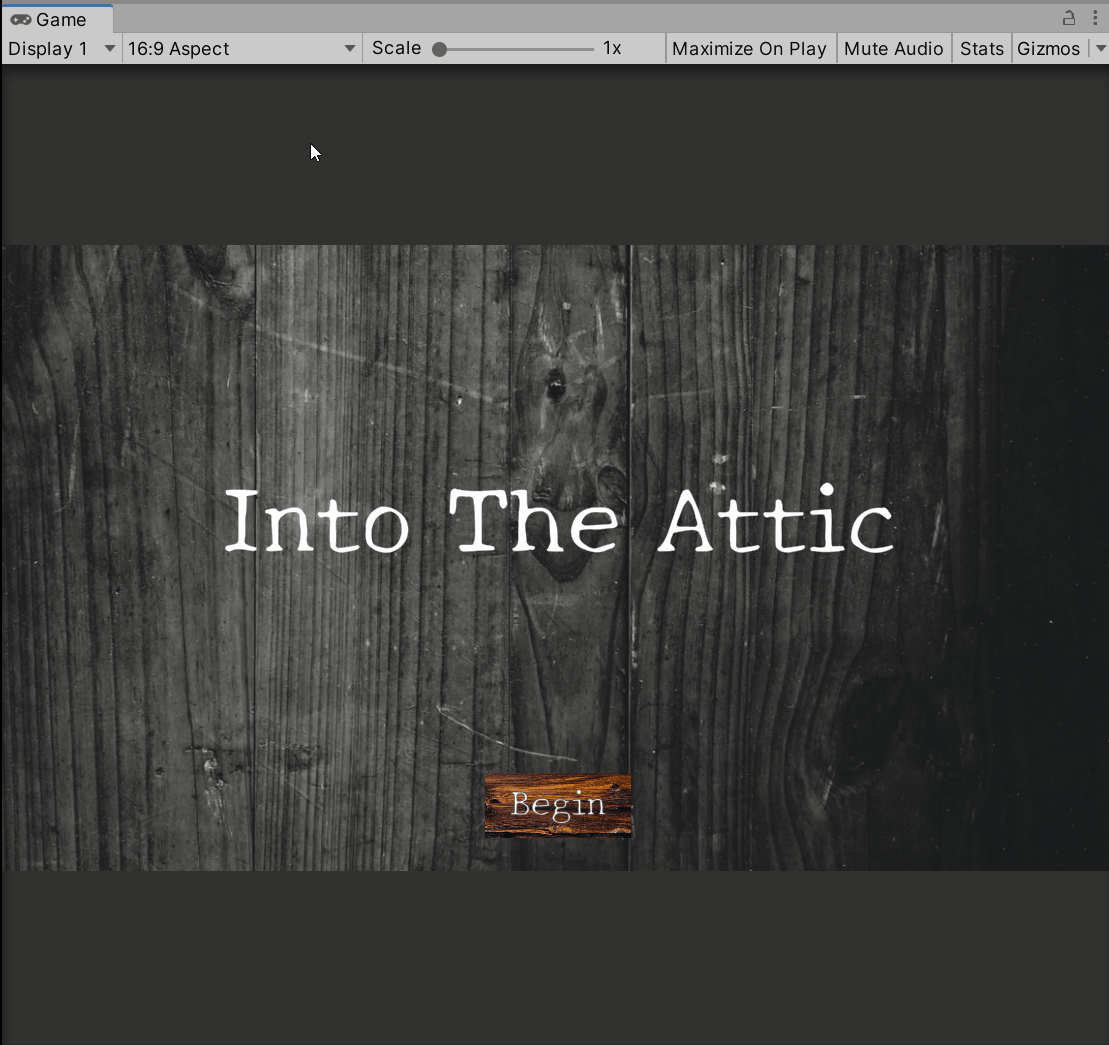 Game
Display 1 16:9 Aspect Scale 1x Maximize On Play Mute Audio Stats Gizmos
Into The Attic
Begin